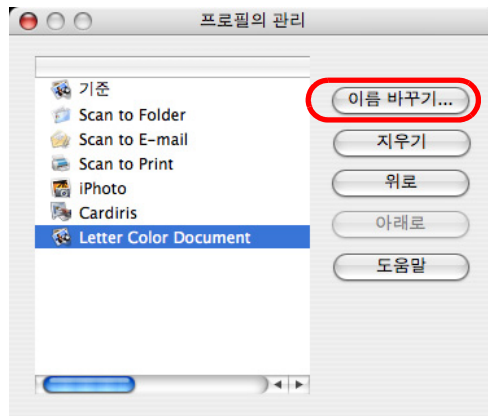 프로필의 관리
기준
Scan to Folder
Scan to E-mail
Scan to Print
iPhoto
Cardiris
Letter Color Document
이름 바꾸기...
지우기
위로
아래로
도움말